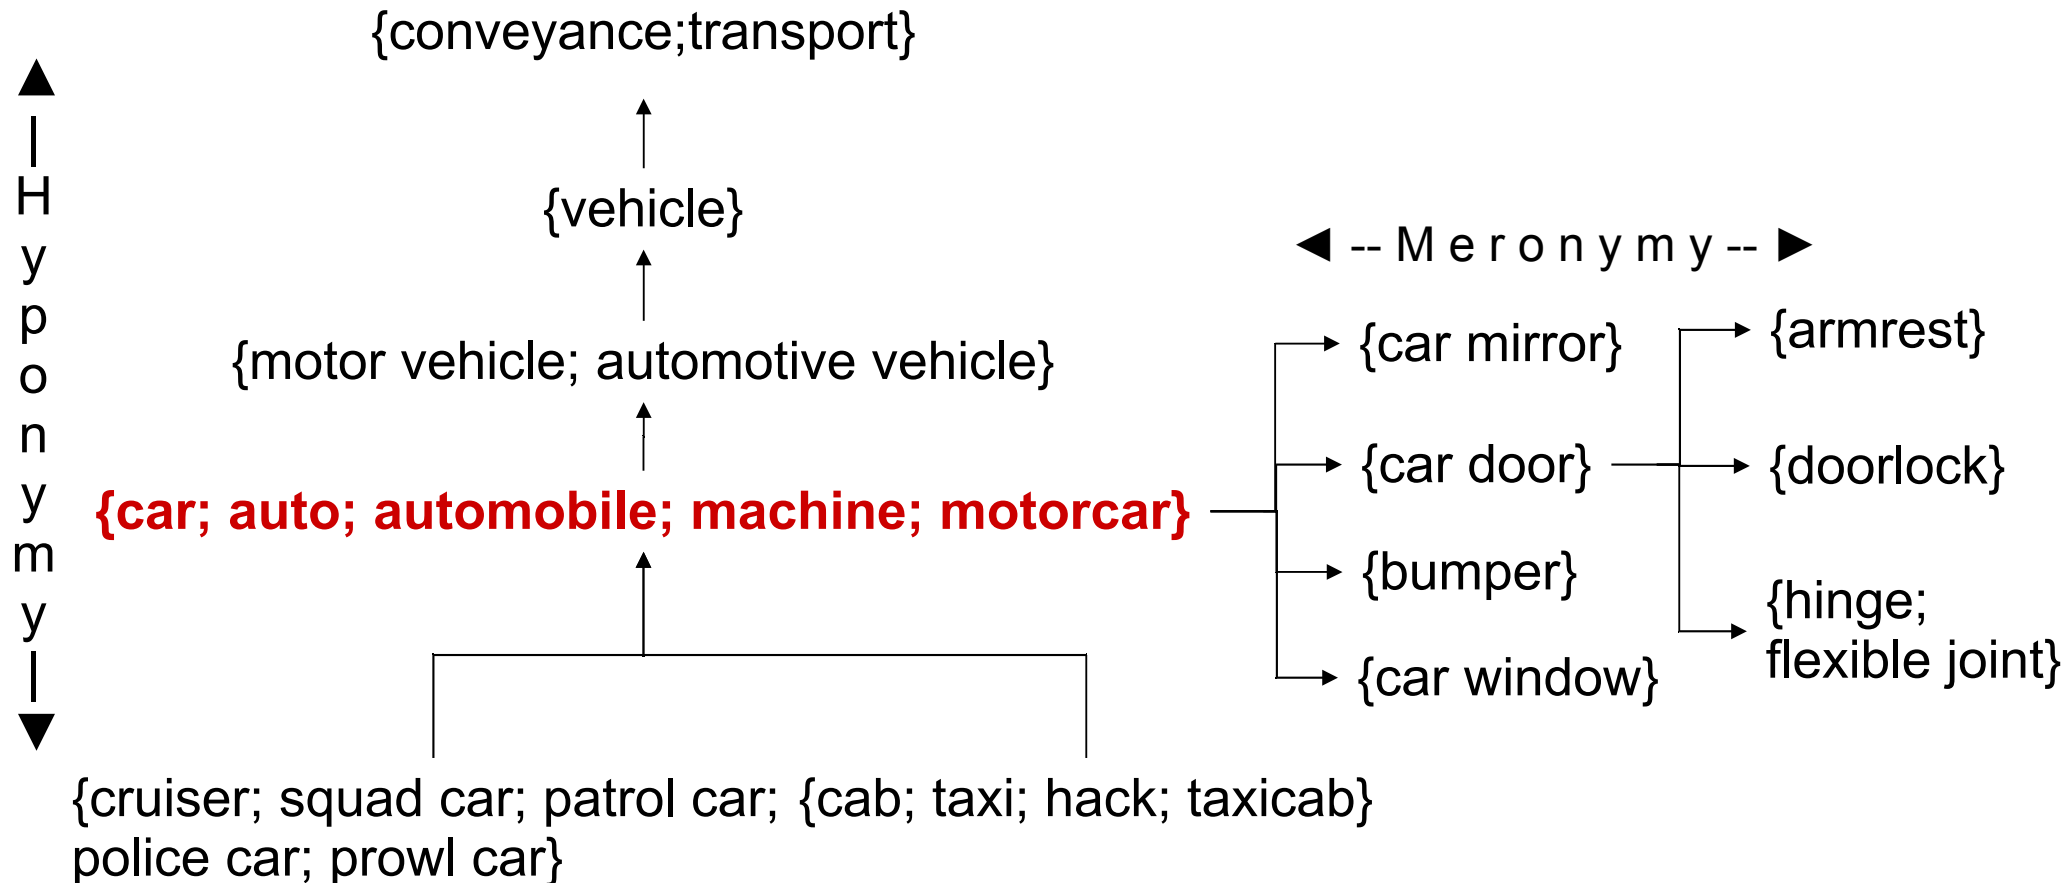 {conveyance;transport}
{vehicle}
{motor vehicle; automotive vehicle}
{car; auto; automobile; machine; motorcar}
{cruiser; squad car; patrol car;
police car; prowl car}
{cab; taxi; hack; taxicab}
Hyponymy
-- M e r o n y m y --
{car mirror}
{car door}
{bumper}
{car window}
{armrest}
{doorlock}
{hinge;
flexible joint}